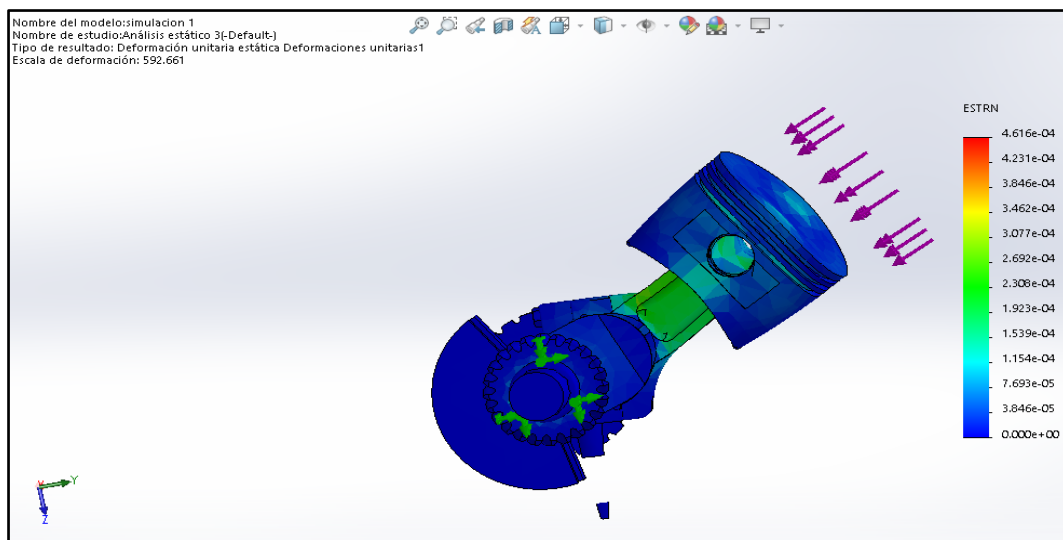 Nombre del modelo:simulacion 1
Nombre de estudio:Análisis estático 3(-Default-)
Tipo de resultado: Deformación unitaria estática Deformaciones unitarias1
Escala de deformación: 592.661
ESTRN
4.616e-04
4.231e-04
3.846e-04
3.462e-04
3.077e-04
2.692e-04
2.308e-04
1.923e-04
1.539e-04
1.154e-04
7.693e-05
3.846e-05
0.000e+00
Y
Z